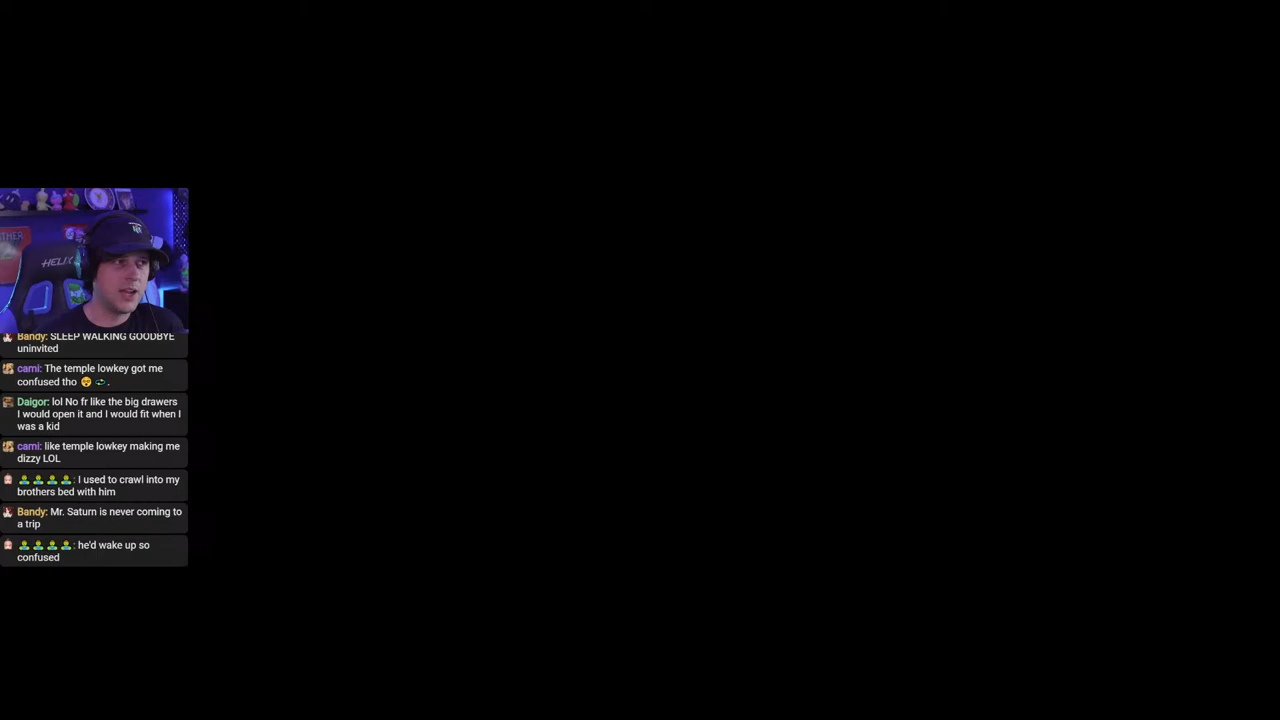 THER
HELIX
Bandy: SLEEP WALKING GOODBYE
uninvited
cami: The temple lowkey got me
confused tho 😵 🪐 .
Daigor: lol No fr like the big drawers
I would open it and I would fit when I
was a kid
cami: like temple lowkey making me
dizzy LOL
🧟‍♂️ 🧟‍♂️ 🧟‍♂️ 🧟‍♂️ : I used to crawl into my
brothers bed with him
Bandy: Mr. Saturn is never coming to
a trip
🧟‍♂️ 🧟‍♂️ 🧟‍♂️ 🧟‍♂️ : he'd wake up so
confused